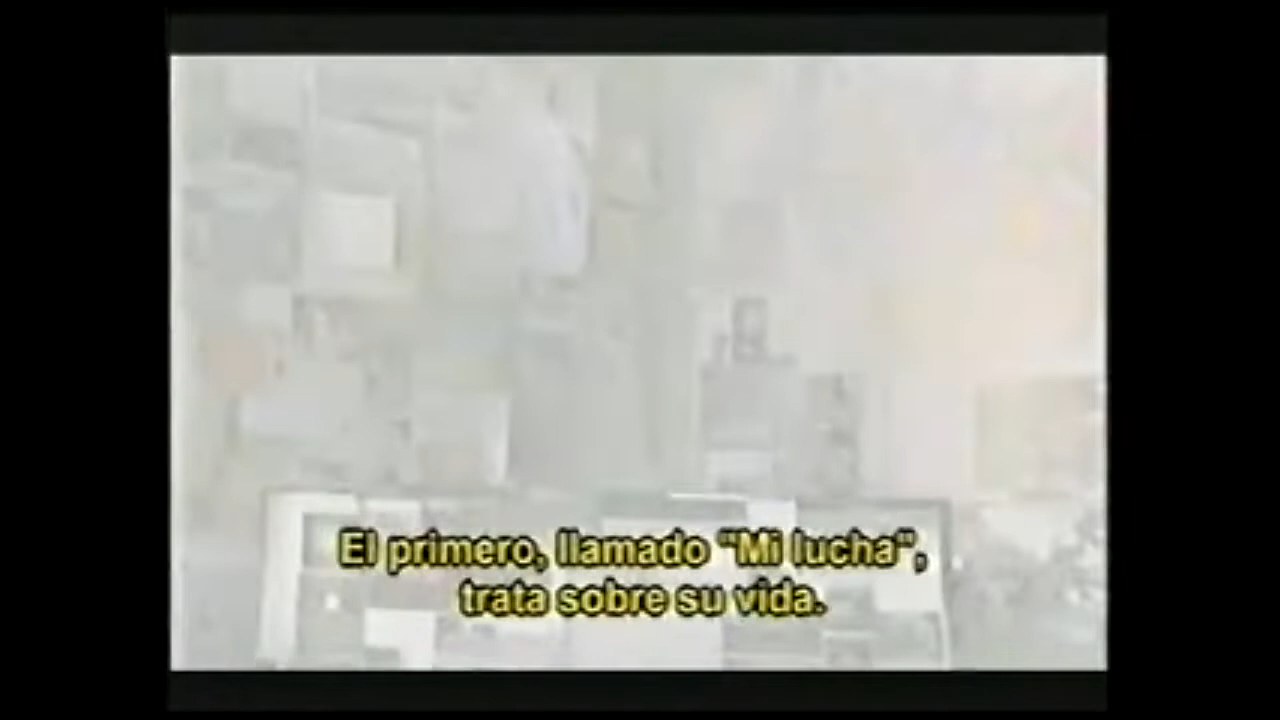 El primero, llamado "Mi lucha",
trata sobre su vida.